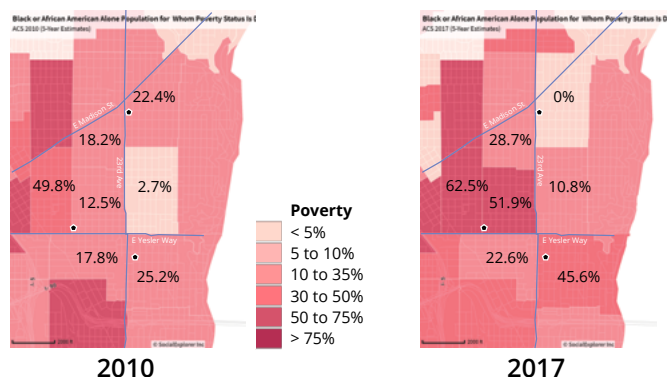 Black or African American Alone Population for Whom Poverty Status Is D
ACS 2010 (5-Year Estimates)
22.4%
E Madison St
18.2%
23rd Ave
49.8%
2.7%
12.5%
E Yesler Way
17.8%
25.2%
2000 ft
© SocialExplorer Inc
2010
Poverty
< 5%
5 to 10%
10 to 35%
30 to 50%
50 to 75%
> 75%
Black or African American Alone Population for Whom Poverty Status Is D
ACS 2017 (5-Year Estimates)
0%
E Madison St
28.7%
23rd Ave
62.5%
10.8%
51.9%
E Yesler Way
22.6%
45.6%
2000 ft
© SocialExplorer Inc
2017